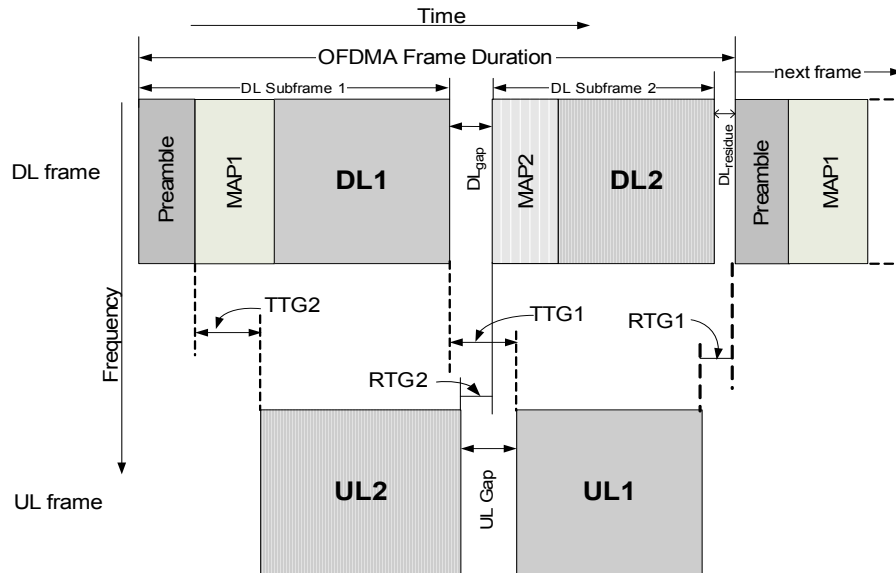 Time
OFDMA Frame Duration
next frame
DL Subframe 1
DL Subframe 2
DL frame
Preamble
MAP1
DL1
DLgap
MAP2
DL2
DLresidue
Preamble
MAP1
TTG2
TTG1
RTG1
RTG2
Frequency
UL frame
UL2
UL Gap
UL1